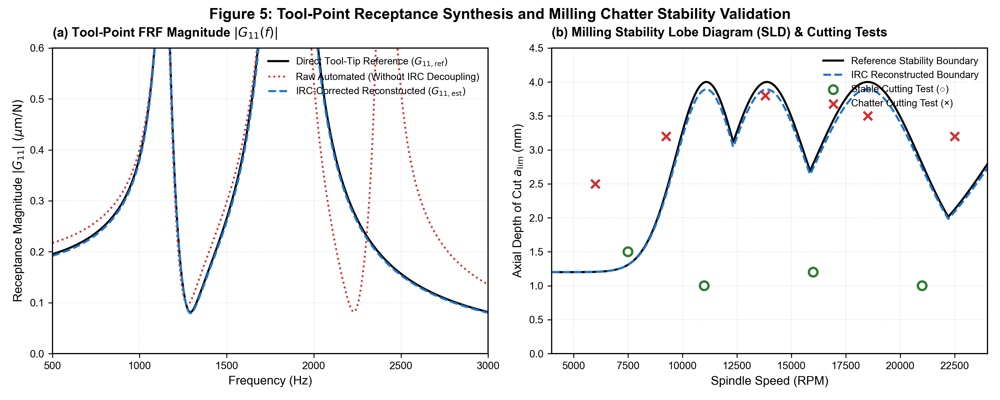 Figure 5: Tool-Point Receptance Synthesis and Milling Chatter Stability Validation
(a) Tool-Point FRF Magnitude |G11(f)|
0.6
0.5
0.4
0.3
0.2
0.1
0.0
Receptance Magnitude |G11| (μm/N)
500
1000
1500
2000
2500
3000
Frequency (Hz)
Direct Tool-Tip Reference (G11, ref)
Raw Automated (Without IRC Decoupling)
IRC-Corrected Reconstructed (G11, est)
(b) Milling Stability Lobe Diagram (SLD) & Cutting Tests
4.5
4.0
3.5
3.0
2.5
2.0
1.5
1.0
0.5
0.0
Axial Depth of Cut alim (mm)
5000
7500
10000
12500
15000
17500
20000
22500
Spindle Speed (RPM)
Reference Stability Boundary
IRC Reconstructed Boundary
Stable Cutting Test (○)
Chatter Cutting Test (×)